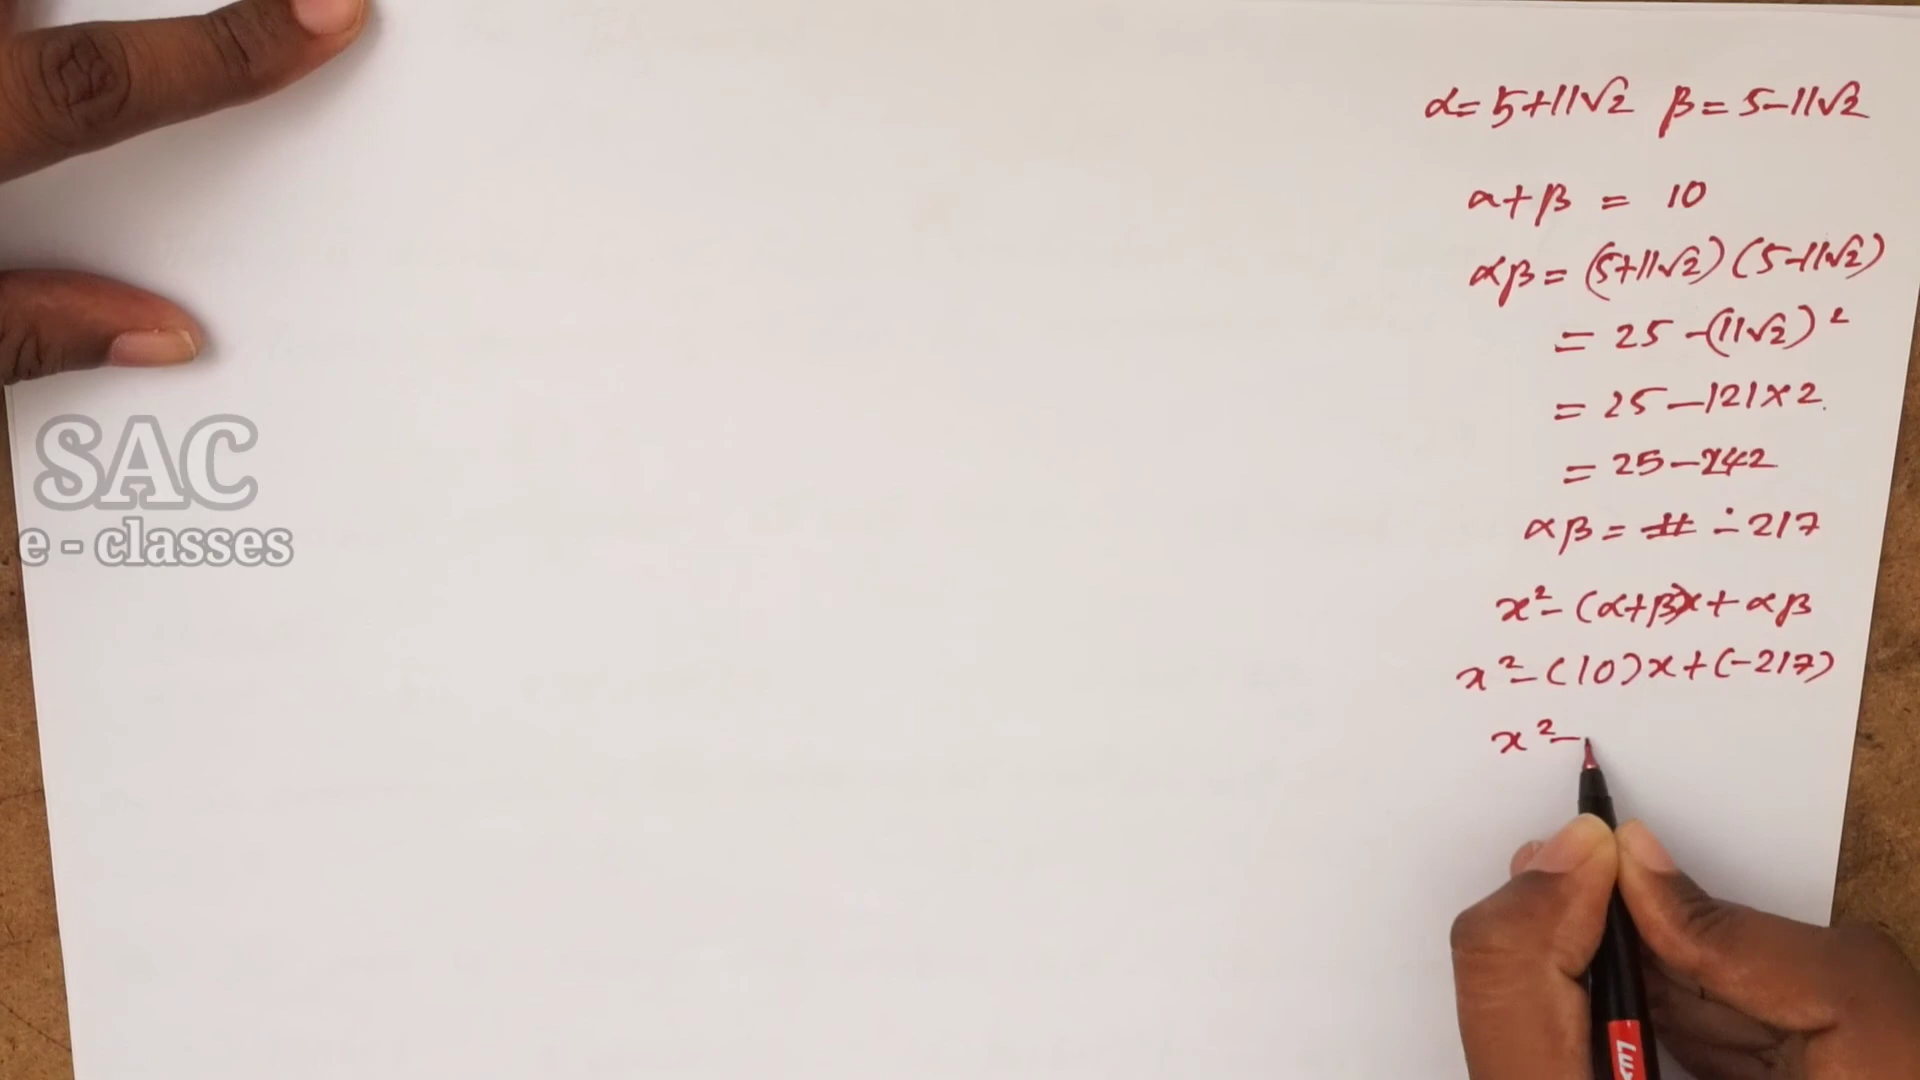 α = 5+11√2 β = 5-11√2
α+β = 10
αβ = (5+11√2)(5-11√2)
= 25 -(11√2)²
= 25-121×2
= 25-242
αβ = -217
x²-(α+β)x+αβ
x²-(10)x+(-217)
x²-
SAC
e - classes
Lux